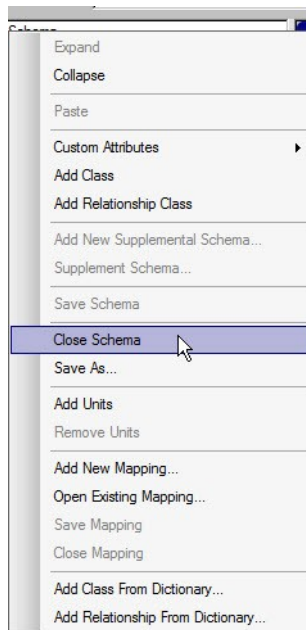 Schema
Expand
Collapse
Paste
Custom Attributes
Add Class
Add Relationship Class
Add New Supplemental Schema...
Supplement Schema...
Save Schema
Close Schema
Save As...
Add Units
Remove Units
Add New Mapping...
Open Existing Mapping...
Save Mapping
Close Mapping
Add Class From Dictionary...
Add Relationship From Dictionary...